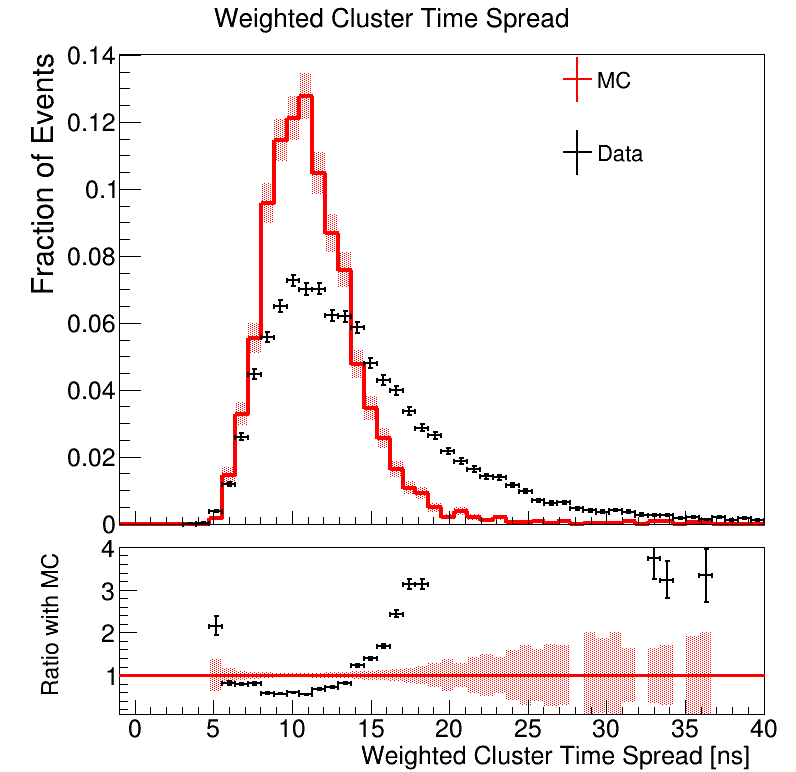 Weighted Cluster Time Spread
Fraction of Events
0.14
0.12
0.1
0.08
0.06
0.04
0.02
0
MC
Data
Ratio with MC
4
3
2
1
0 5 10 15 20 25 30 35 40
Weighted Cluster Time Spread [ns]